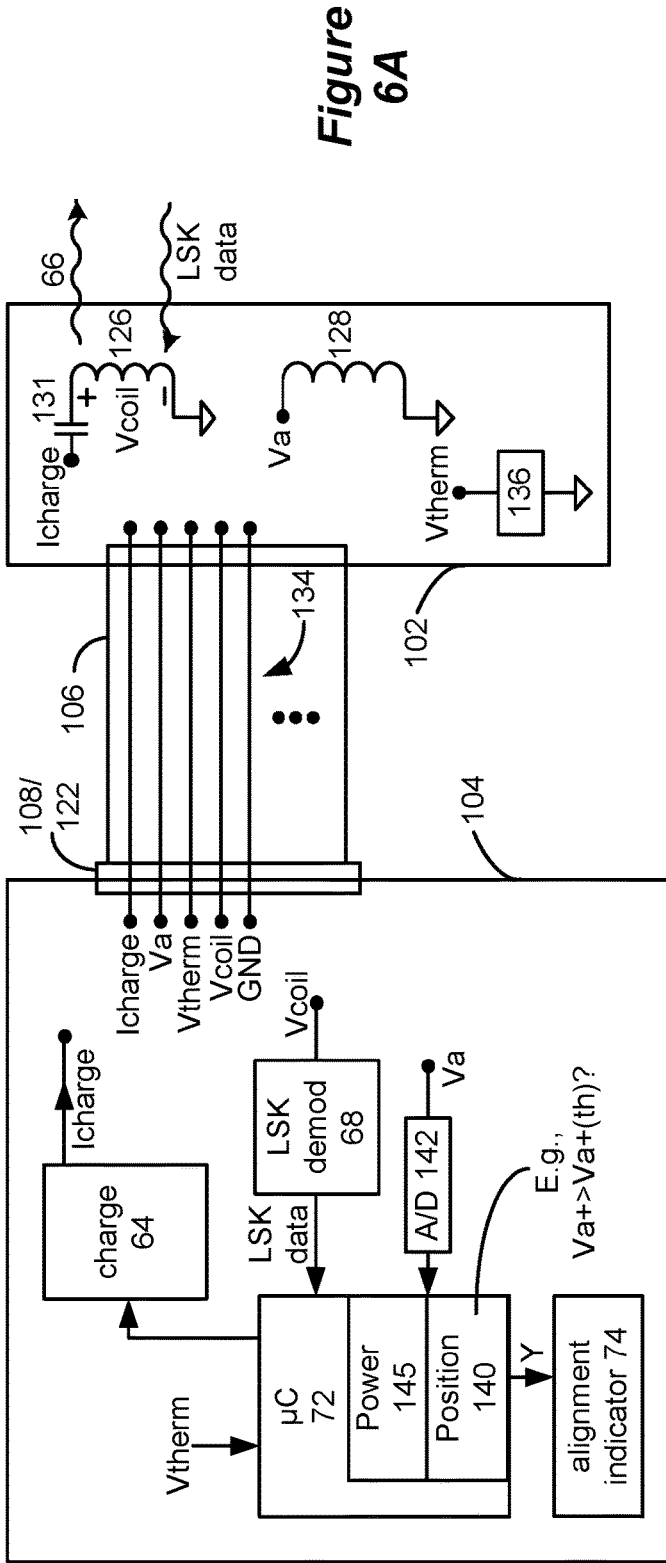 Vtherm
charge
64
Icharge
µC
72
Power
145
Position
140
LSK
data
LSK
demod
68
Vcoil
A/D 142
Va
E.g.,
Va+>Va+(th)?
Y
alignment
indicator 74
104
108/
122
106
Icharge
Va
Vtherm
Vcoil
GND
134
102
Icharge
131
+
Vcoil
−
126
66
LSK
data
Va
128
Vtherm
136
Figure
6A